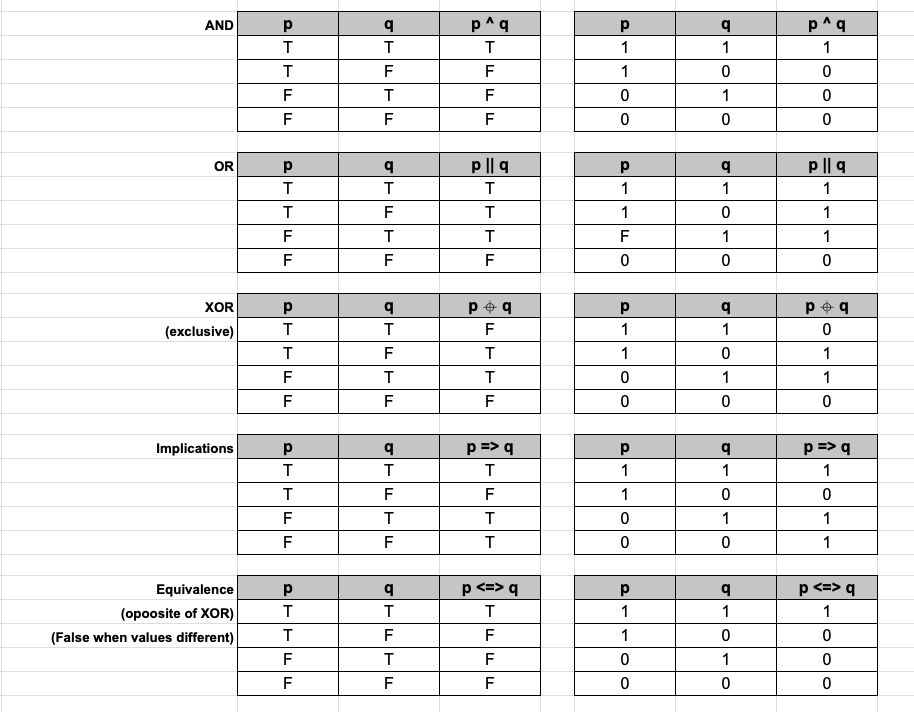 AND p q p ^ q p q p ^ q
T T T 1 1 1
T F F 1 0 0
F T F 0 1 0
F F F 0 0 0
OR p q p || q p q p || q
T T T 1 1 1
T F T 1 0 1
F T T F 1 1
F F F 0 0 0
XOR p q p ⌖ q p q p ⌖ q
(exclusive) T T F 1 1 0
T F T 1 0 1
F T T 0 1 1
F F F 0 0 0
Implications p q p => q p q p => q
T T T 1 1 1
T F F 1 0 0
F T T 0 1 1
F F T 0 0 1
Equivalence p q p <=> q p q p <=> q
(opoosite of XOR) T T T 1 1 1
(False when values different) T F F 1 0 0
F T F 0 1 0
F F F 0 0 0